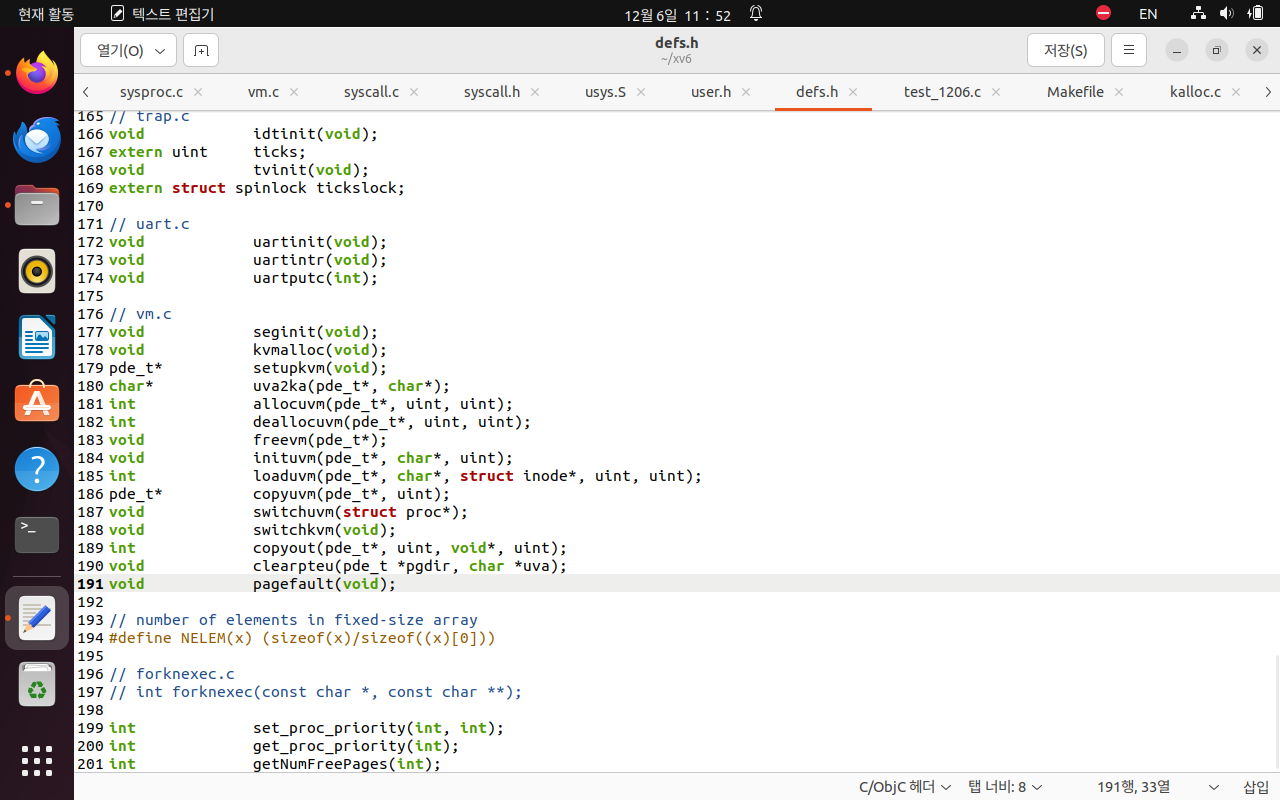 현재 활동 텍스트 편집기 12월 6일 11 : 52 EN
열기(O) defs.h 저장(S)
~/xv6
sysproc.c vm.c syscall.c syscall.h usys.S user.h defs.h test_1206.c Makefile kalloc.c
165 // trap.c
166 void idtinit(void);
167 extern uint ticks;
168 void tvinit(void);
169 extern struct spinlock tickslock;
170
171 // uart.c
172 void uartinit(void);
173 void uartintr(void);
174 void uartputc(int);
175
176 // vm.c
177 void seginit(void);
178 void kvmalloc(void);
179 pde_t* setupkvm(void);
180 char* uva2ka(pde_t*, char*);
181 int allocuvm(pde_t*, uint, uint);
182 int deallocuvm(pde_t*, uint, uint);
183 void freevm(pde_t*);
184 void inituvm(pde_t*, char*, uint);
185 int loaduvm(pde_t*, char*, struct inode*, uint, uint);
186 pde_t* copyuvm(pde_t*, uint);
187 void switchuvm(struct proc*);
188 void switchkvm(void);
189 int copyout(pde_t*, uint, void*, uint);
190 void clearpteu(pde_t *pgdir, char *uva);
191 void pagefault(void);
192
193 // number of elements in fixed-size array
194 #define NELEM(x) (sizeof(x)/sizeof((x)[0]))
195
196 // forknexec.c
197 // int forknexec(const char *, const char **);
198
199 int set_proc_priority(int, int);
200 int get_proc_priority(int);
201 int getNumFreePages(int);
C/ObjC 헤더 탭 너비: 8 191행, 33열 삽입